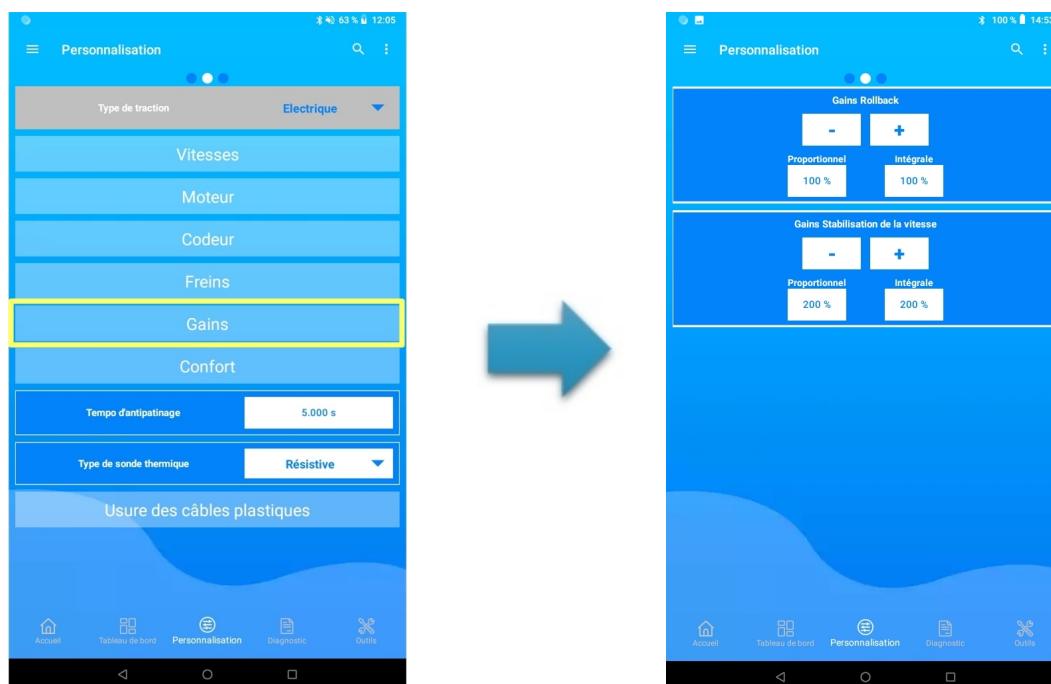 63 % 12:05
Personnalisation
Type de traction Electrique
Vitesses
Moteur
Codeur
Freins
Gains
Confort
Tempo d'antipatinage 5.000 s
Type de sonde thermique Résistive
Usure des câbles plastiques
Accueil Tableau de bord Personnalisation Diagnostic Outils
100 % 14:53
Personnalisation
Gains Rollback
- +
Proportionnel Intégrale
100 % 100 %
Gains Stabilisation de la vitesse
- +
Proportionnel Intégrale
200 % 200 %
Accueil Tableau de bord Personnalisation Diagnostic Outils